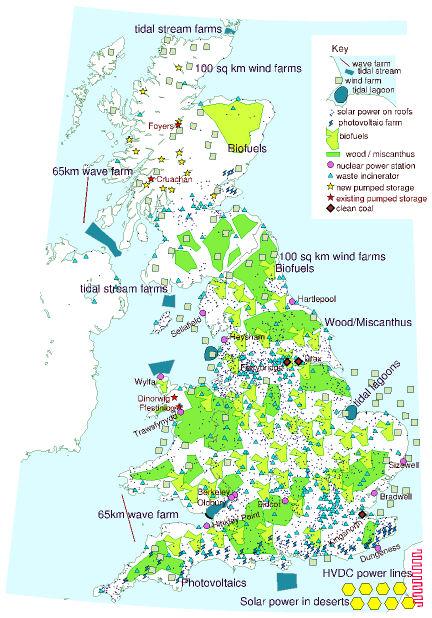 tidal stream farms
Key
wave farm
tidal stream
wind farm
tidal lagoon
solar power on roofs
photovoltaic farm
biofuels
wood / miscanthus
nuclear power station
waste incinerator
new pumped storage
existing pumped storage
clean coal
100 sq km wind farms
Foyers
Biofuels
65km wave farm
Cruachan
100 sq km wind farms
Biofuels
tidal stream farms
Hartlepool
Sellafield
Wood/Miscanthus
Heysham
Drax
Ferrybridge
tidal lagoons
Wylfa
Dinorwig
Ffestiniog
Trawsfynydd
Sizewell
Berkeley
Oldbury
Didcot
Bradwell
65km wave farm
Hinkley Point
Kingsnorth
Dungeness
HVDC power lines
Photovoltaics
Solar power in deserts